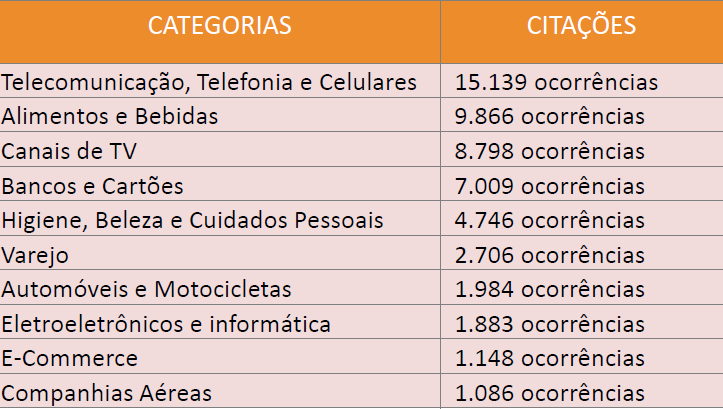 CATEGORIAS CITAÇÕES
Telecomunicação, Telefonia e Celulares 15.139 ocorrências
Alimentos e Bebidas 9.866 ocorrências
Canais de TV 8.798 ocorrências
Bancos e Cartões 7.009 ocorrências
Higiene, Beleza e Cuidados Pessoais 4.746 ocorrências
Varejo 2.706 ocorrências
Automóveis e Motocicletas 1.984 ocorrências
Eletroeletrônicos e informática 1.883 ocorrências
E-Commerce 1.148 ocorrências
Companhias Aéreas 1.086 ocorrências